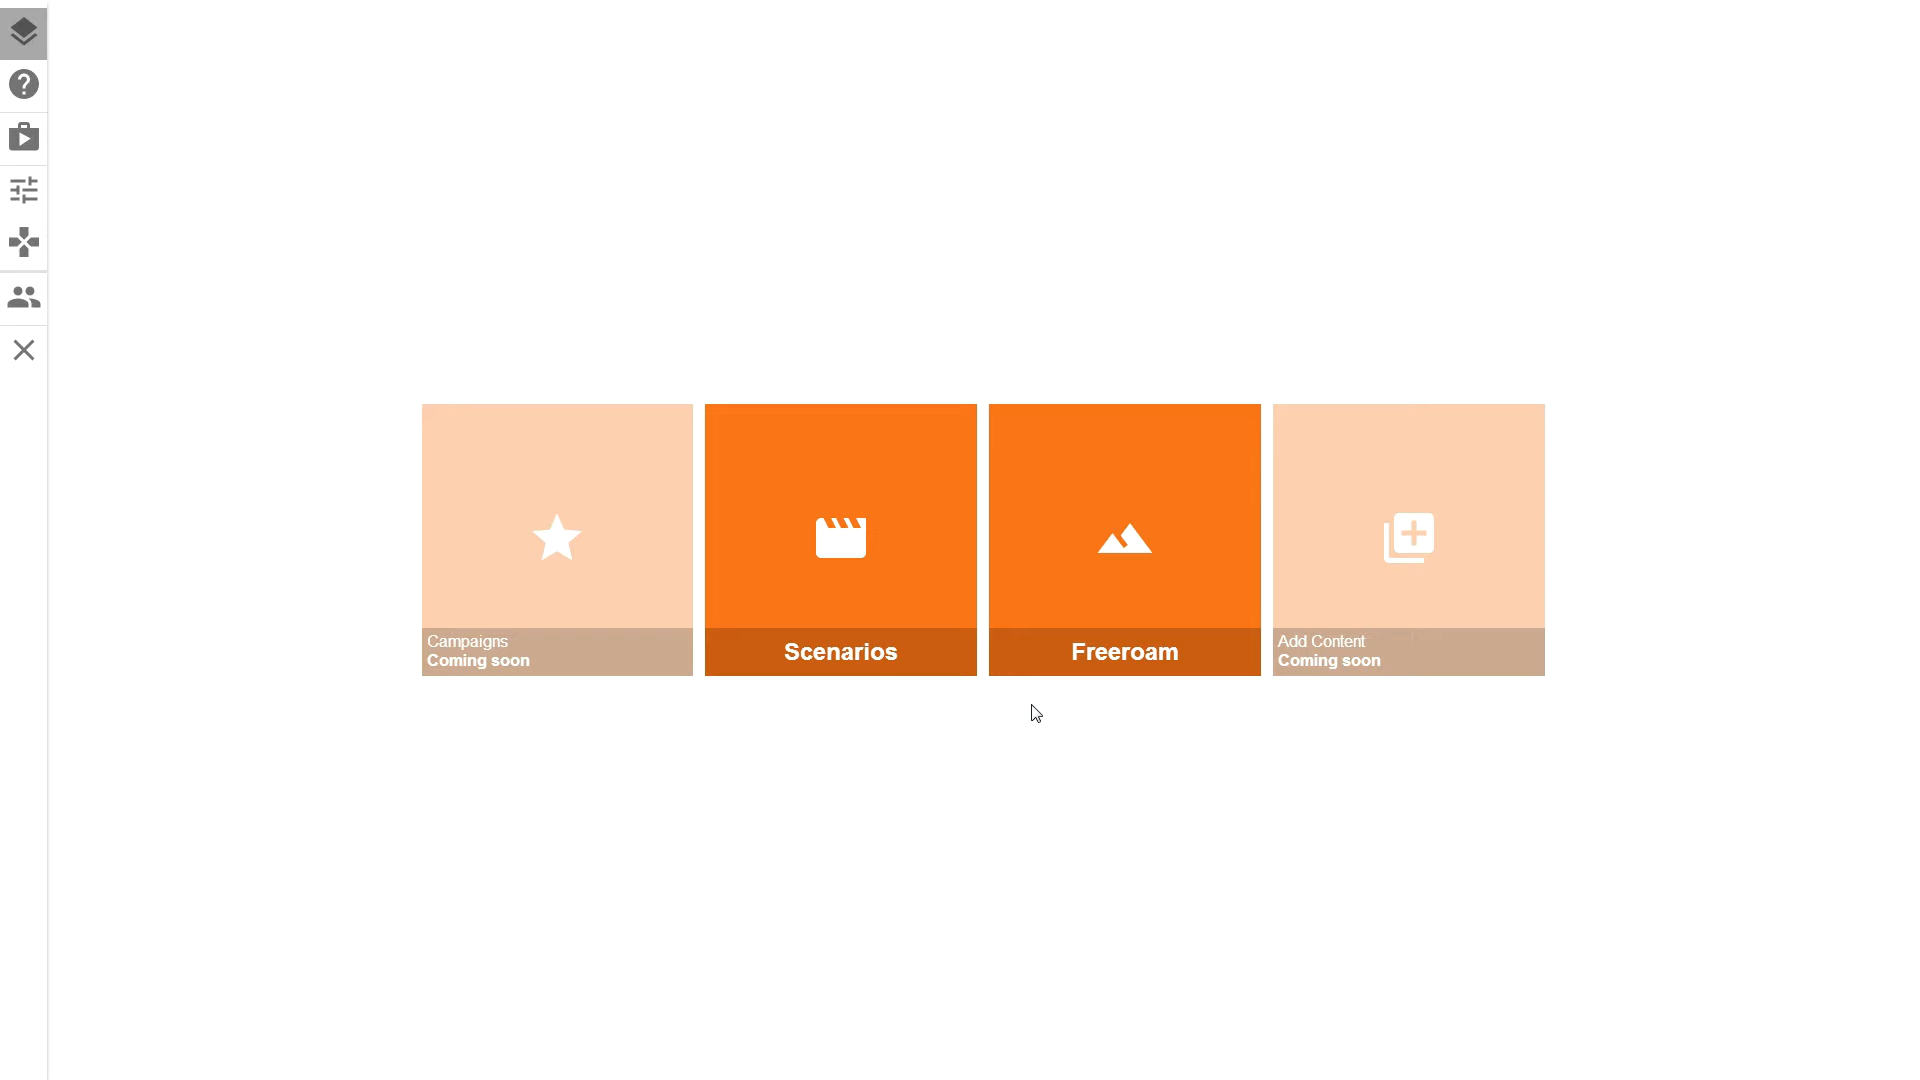 Campaigns
Coming soon
Scenarios
Freeroam
Add Content
Coming soon